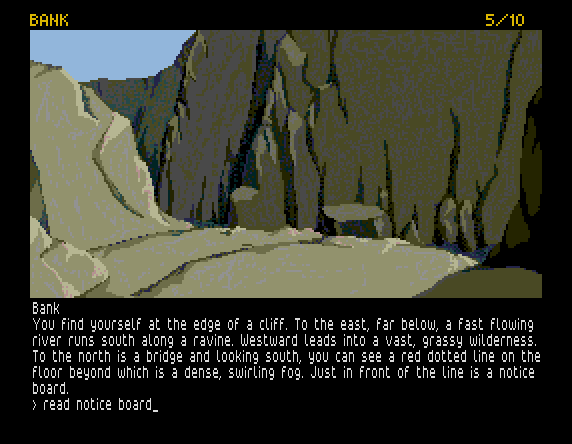 BANK 5/10
Bank
You find yourself at the edge of a cliff. To the east, far below, a fast flowing
river runs south along a ravine. Westward leads into a vast, grassy wilderness.
To the north is a bridge and looking south, you can see a red dotted line on the
floor beyond which is a dense, swirling fog. Just in front of the line is a notice
board.
> read notice board_